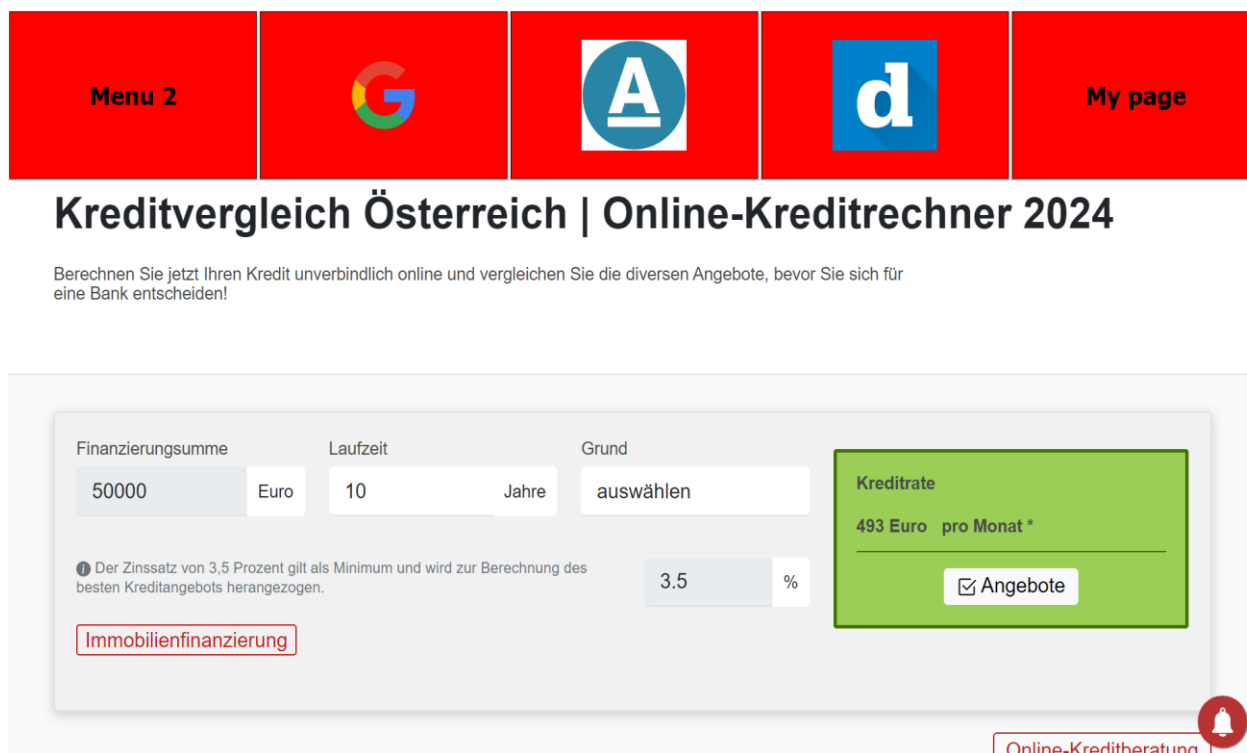 Menu 2
G
A
d
My page
Kreditvergleich Österreich | Online-Kreditrechner 2024
Berechnen Sie jetzt Ihren Kredit unverbindlich online und vergleichen Sie die diversen Angebote, bevor Sie sich für
eine Bank entscheiden!
Finanzierungsumme
Laufzeit
Grund
50000
Euro
10
Jahre
auswählen
Kreditrate
493 Euro pro Monat *
Der Zinssatz von 3,5 Prozent gilt als Minimum und wird zur Berechnung des
besten Kreditangebots herangezogen.
3.5
%
Angebote
Immobilienfinanzierung
Online-Kreditberatung